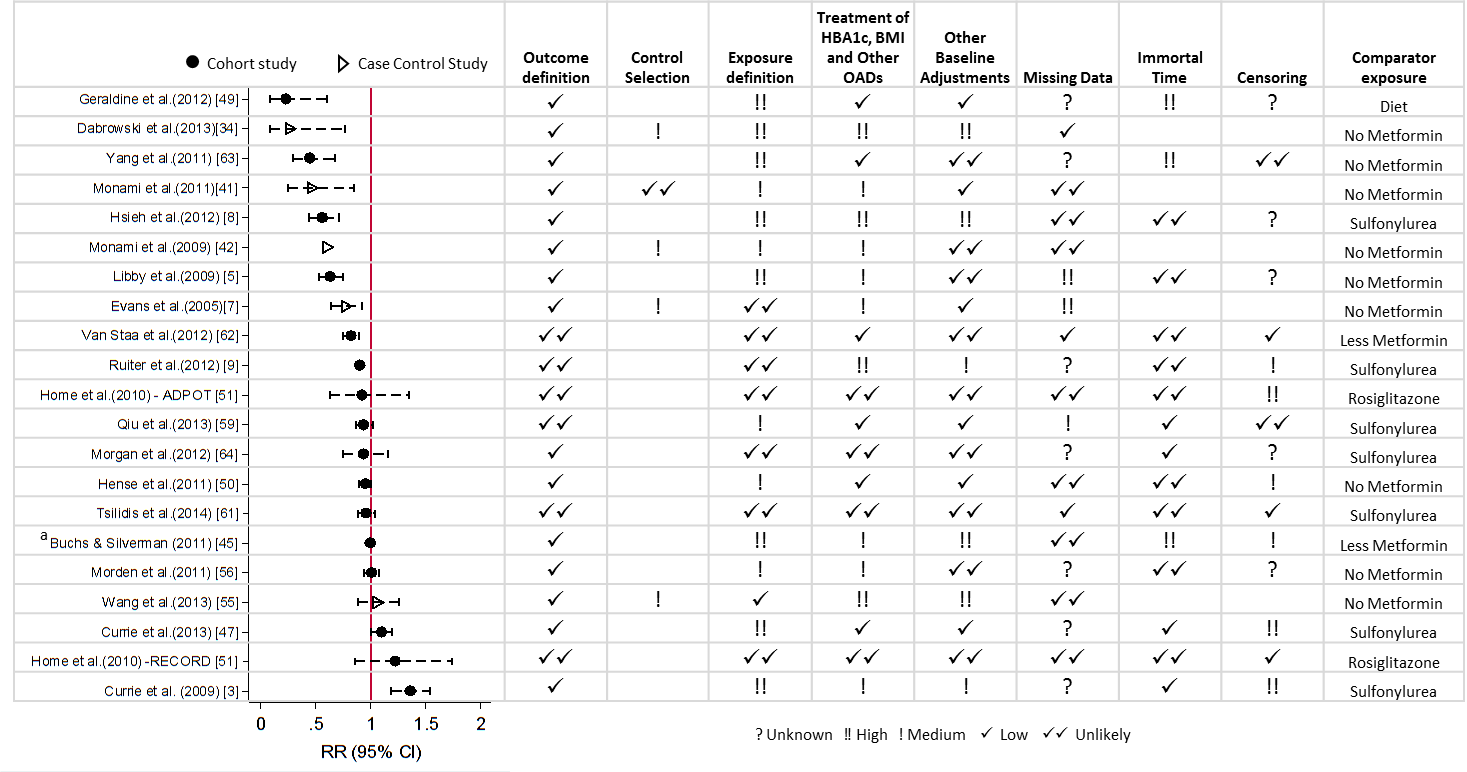 Cohort study Case Control Study Outcome definition Control Selection Exposure definition Treatment of HBA1c, BMI and Other OADs Other Baseline Adjustments Missing Data Immortal Time Censoring Comparator exposure
Geraldine et al.(2012) [49] ✓ !! ✓ ✓ ? !! ? Diet
Dabrowski et al.(2013)[34] ✓ ! !! !! !! ✓ No Metformin
Yang et al.(2011) [63] ✓ !! ✓ ✓✓ ? !! ✓✓ No Metformin
Monami et al.(2011)[41] ✓ ✓✓ ! ! ✓ ✓✓ No Metformin
Hsieh et al.(2012) [8] ✓ !! !! !! ✓✓ ✓✓ ? Sulfonylurea
Monami et al.(2009) [42] ✓ ! ! ! ✓✓ ✓✓ No Metformin
Libby et al.(2009) [5] ✓ !! ! ✓✓ !! ✓✓ ? No Metformin
Evans et al.(2005)[7] ✓ ! ✓✓ ! ✓ !! No Metformin
Van Staa et al.(2012) [62] ✓✓ ✓✓ ✓ ✓✓ ✓ ✓✓ ✓ Less Metformin
Ruiter et al.(2012) [9] ✓✓ ✓✓ !! ! ? ✓✓ ! Sulfonylurea
Home et al.(2010) - ADPOT [51] ✓✓ ✓✓ ✓✓ ✓✓ ✓✓ ✓✓ !! Rosiglitazone
Qiu et al.(2013) [59] ✓✓ ! ✓ ✓ ! ✓ ✓✓ Sulfonylurea
Morgan et al.(2012) [64] ✓ ✓✓ ✓✓ ✓✓ ? ✓ ? Sulfonylurea
Hense et al.(2011) [50] ✓ ! ✓ ✓ ✓✓ ✓✓ ! No Metformin
Tsilidis et al.(2014) [61] ✓✓ ✓✓ ✓✓ ✓✓ ✓ ✓✓ ✓ Sulfonylurea
a Buchs & Silverman (2011) [45] ✓ !! ! !! ✓✓ !! ! Less Metformin
Morden et al.(2011) [56] ✓ ! ! ✓✓ ? ✓✓ ? No Metformin
Wang et al.(2013) [55] ✓ ! ✓ !! !! ✓✓ No Metformin
Currie et al.(2013) [47] ✓ !! ✓ ✓ ? ✓ !! Sulfonylurea
Home et al.(2010) -RECORD [51] ✓✓ ✓✓ ✓✓ ✓✓ ✓✓ ✓✓ ✓ Rosiglitazone
Currie et al. (2009) [3] ✓ !! ! ! ? ✓ !! Sulfonylurea
0 .5 1 1.5 2
RR (95% CI)
? Unknown !! High ! Medium ✓ Low ✓✓ Unlikely